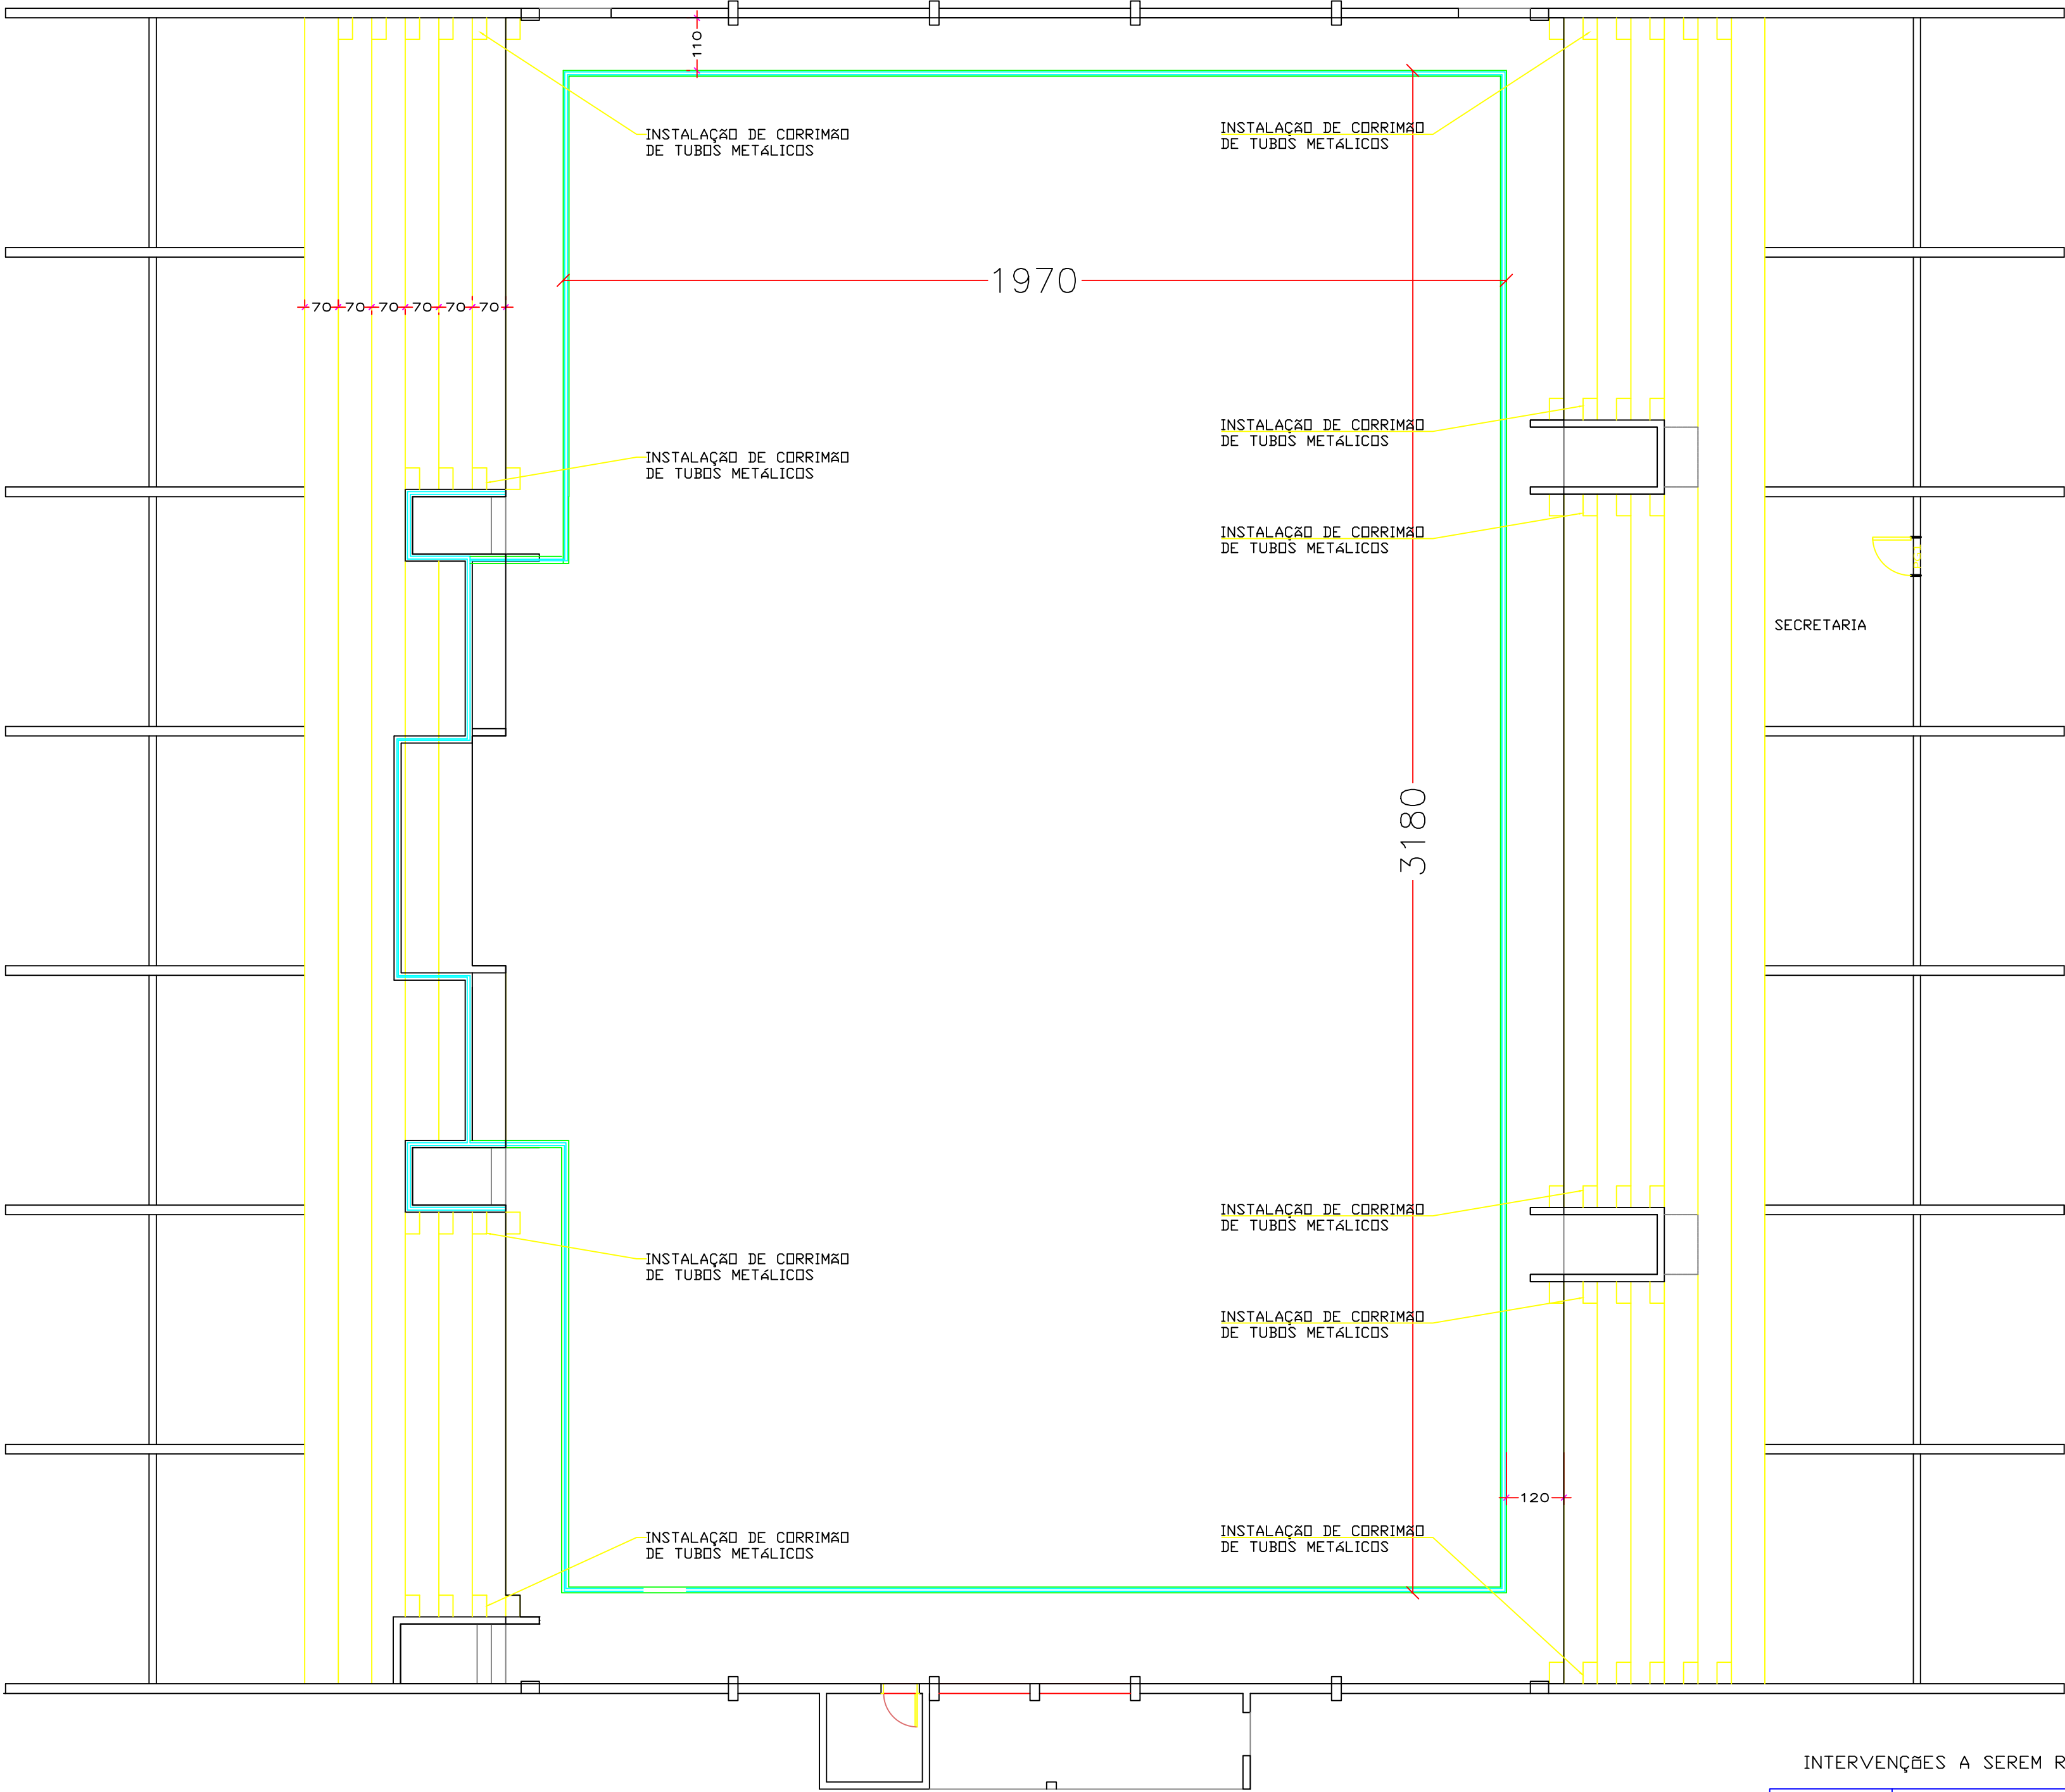 110
INSTALAÇÃO DE CORRIMÃO
DE TUBOS METÁLICOS
INSTALAÇÃO DE CORRIMÃO
DE TUBOS METÁLICOS
1970
70 70 70 70 70 70
INSTALAÇÃO DE CORRIMÃO
DE TUBOS METÁLICOS
INSTALAÇÃO DE CORRIMÃO
DE TUBOS METÁLICOS
INSTALAÇÃO DE CORRIMÃO
DE TUBOS METÁLICOS
SECRETARIA
3180
INSTALAÇÃO DE CORRIMÃO
DE TUBOS METÁLICOS
INSTALAÇÃO DE CORRIMÃO
DE TUBOS METÁLICOS
INSTALAÇÃO DE CORRIMÃO
DE TUBOS METÁLICOS
120
INSTALAÇÃO DE CORRIMÃO
DE TUBOS METÁLICOS
INSTALAÇÃO DE CORRIMÃO
DE TUBOS METÁLICOS
INTERVENÇÕES A SEREM R